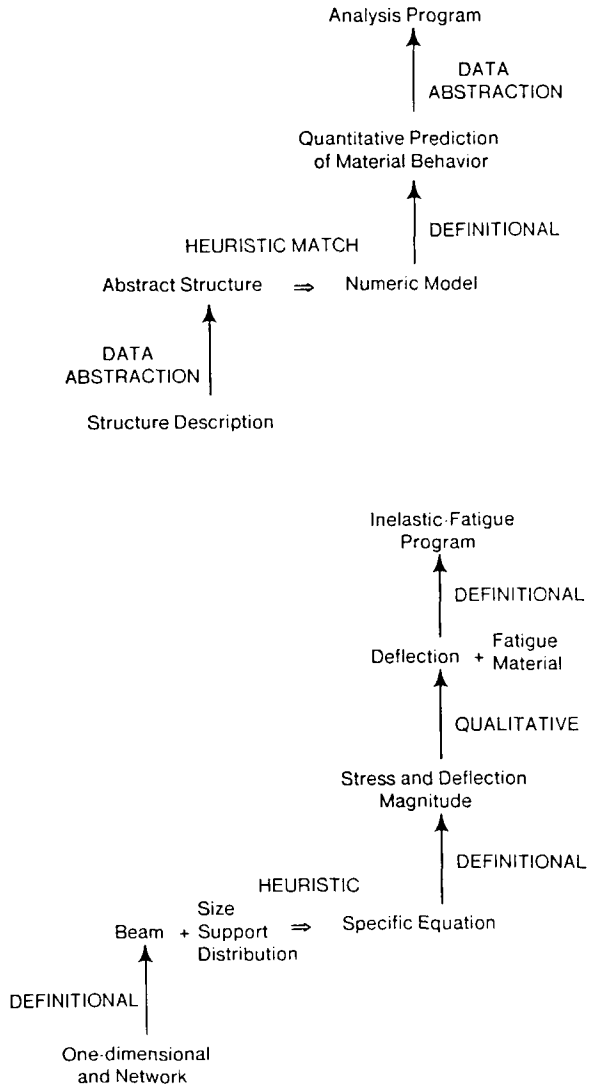 Analysis Program
DATA
ABSTRACTION
Quantitative Prediction
of Material Behavior
DEFINITIONAL
HEURISTIC MATCH
Abstract Structure ⇒ Numeric Model
DATA
ABSTRACTION
Structure Description
Inelastic-Fatigue
Program
DEFINITIONAL
Deflection + Fatigue
Material
QUALITATIVE
Stress and Deflection
Magnitude
DEFINITIONAL
HEURISTIC
Size
Beam + Support ⇒ Specific Equation
Distribution
DEFINITIONAL
One-dimensional
and Network